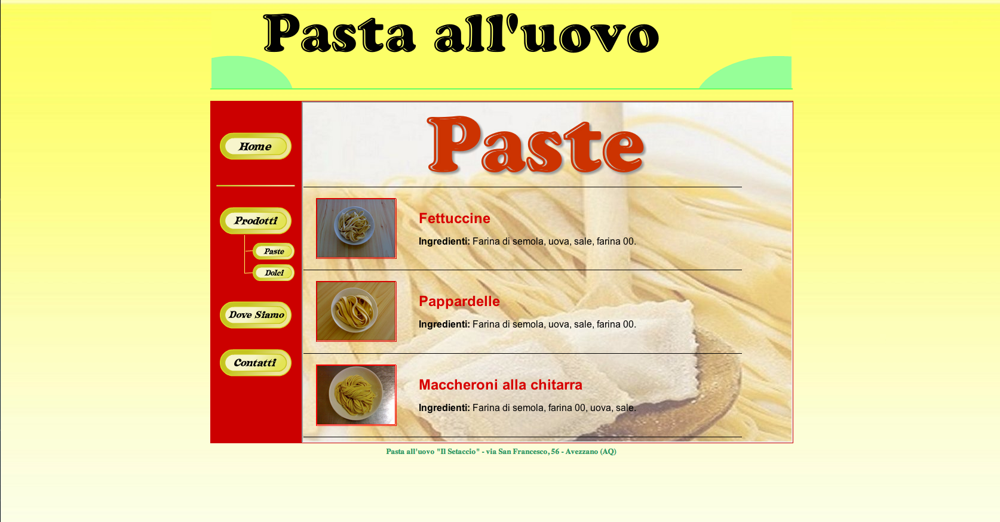 Pasta all'uovo
Home
Prodotti
Paste
Dolci
Dove Siamo
Contatti
Paste
Fettuccine
Ingredienti: Farina di semola, uova, sale, farina 00.
Pappardelle
Ingredienti: Farina di semola, uova, sale, farina 00.
Maccheroni alla chitarra
Ingredienti: Farina di semola, farina 00, uova, sale.
Pasta all'uovo "Il Setaccio" - via San Francesco, 56 - Avezzano (AQ)